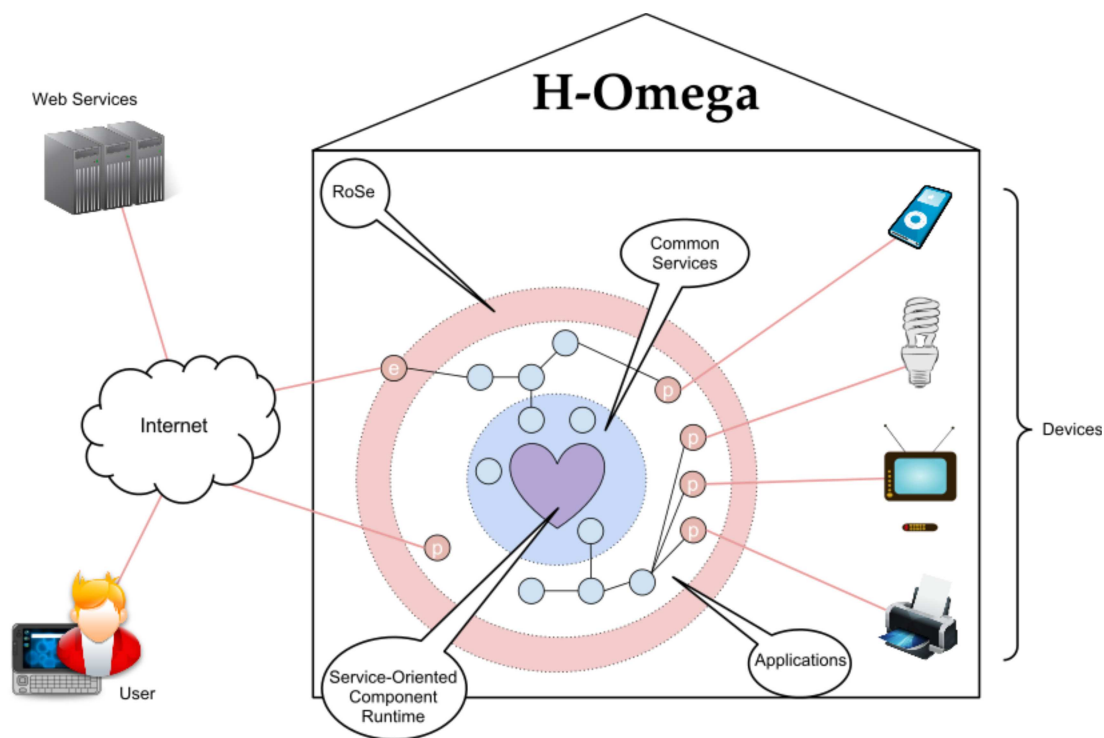 H-Omega
Web Services
RoSe
Common
Services
e
p
p
Internet
p
Devices
p
p
Service-Oriented
Component
Runtime
Applications
User